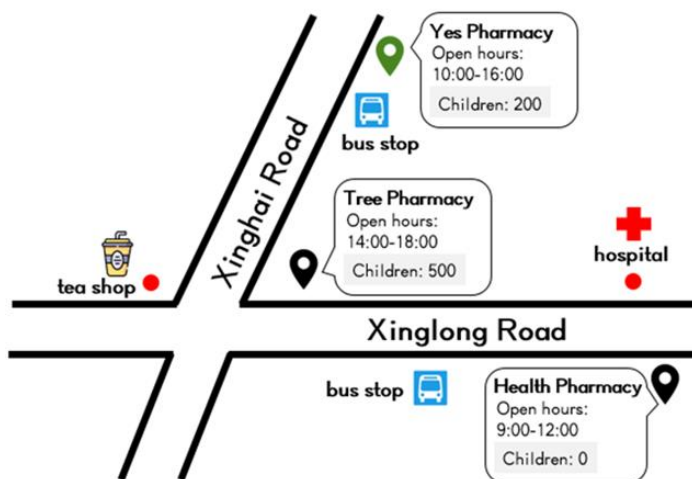 Yes Pharmacy
Open hours:
10:00-16:00
Children: 200
bus stop
Xinghai Road
Tree Pharmacy
Open hours:
14:00-18:00
Children: 500
hospital
tea shop
Xinglong Road
bus stop
Health Pharmacy
Open hours:
9:00-12:00
Children: 0